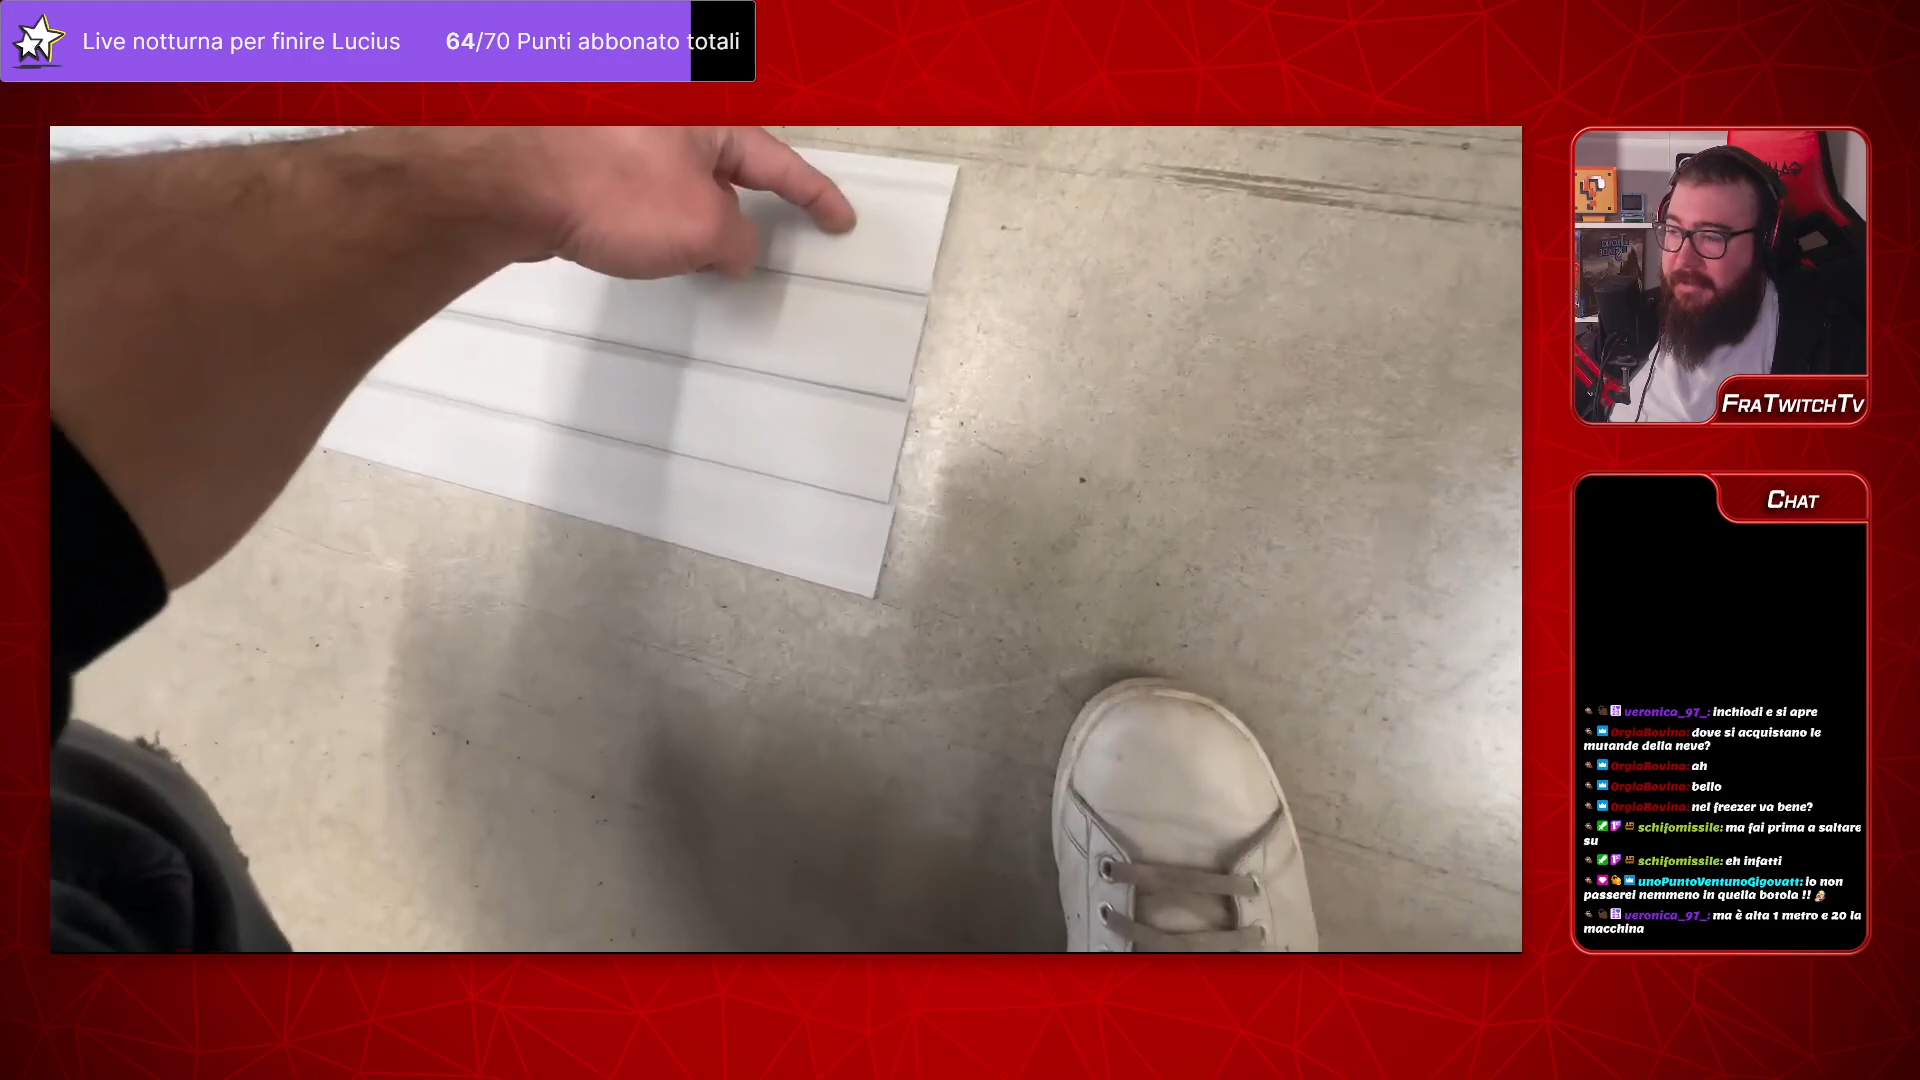 Live notturna per finire Lucius 64/70 Punti abbonato totali
FRATWITCHTV
CHAT
veronica_97_: inchiodi e si apre
OrgiaBovina: dove si acquistano le
mutande della neve?
OrgiaBovina: ah
OrgiaBovina: bello
OrgiaBovina: nel freezer va bene?
schifomissile: ma fai prima a saltare
su
schifomissile: eh infatti
unoPuntoVentunoGigovatt: io non
passerei nemmeno in quella botola !!
veronica_97_: ma è alta 1 metro e 20 la
macchina